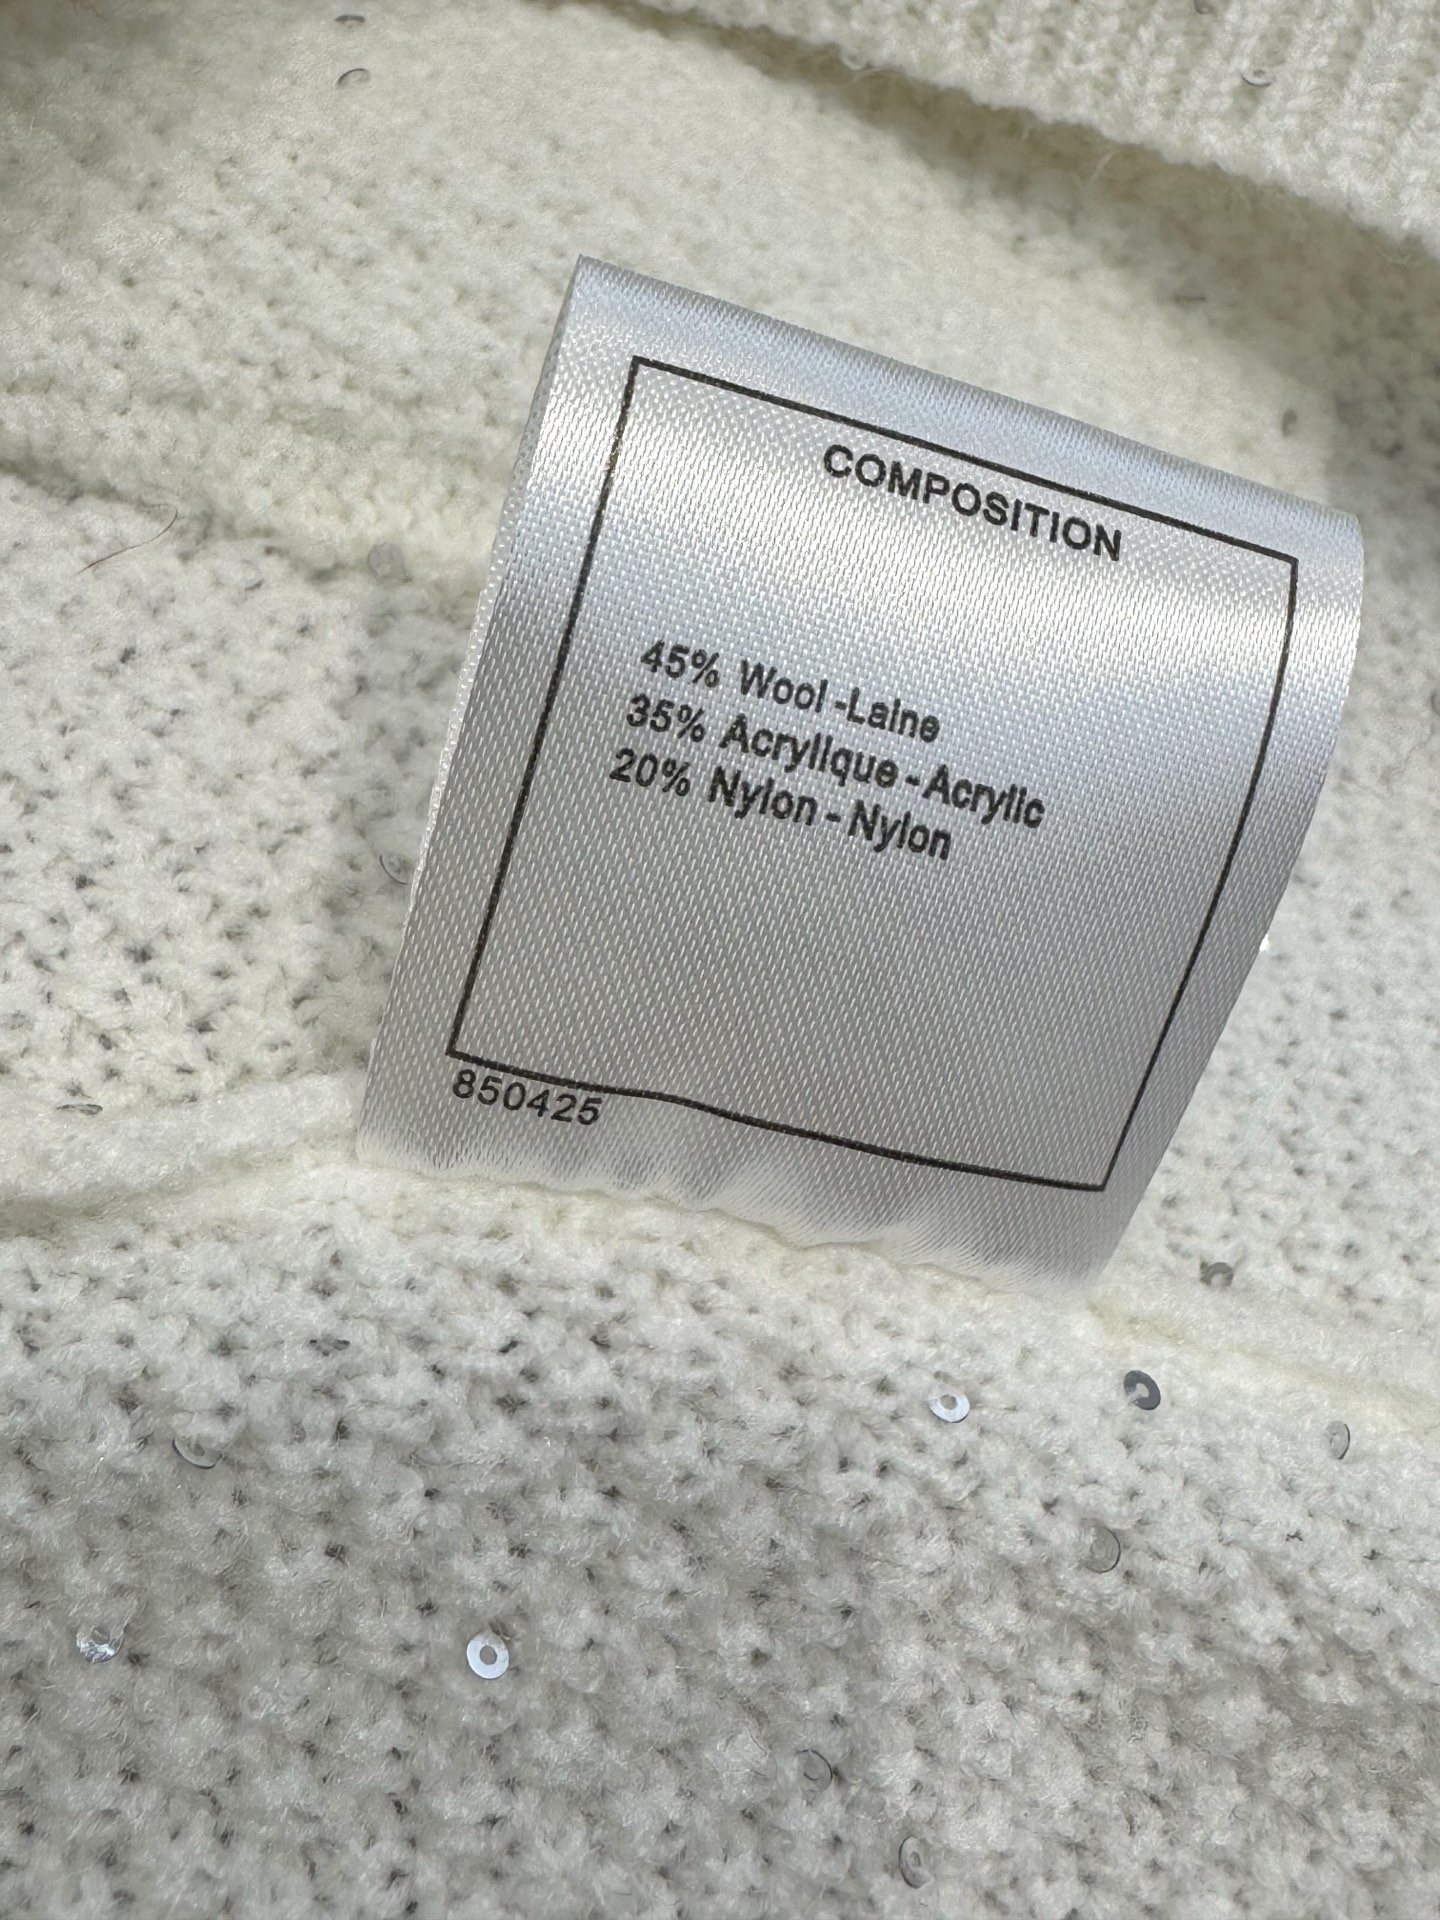 COMPOSITION
45% Wool -Laine
35% Acrylique - Acrylic
20% Nylon - Nylon
850425